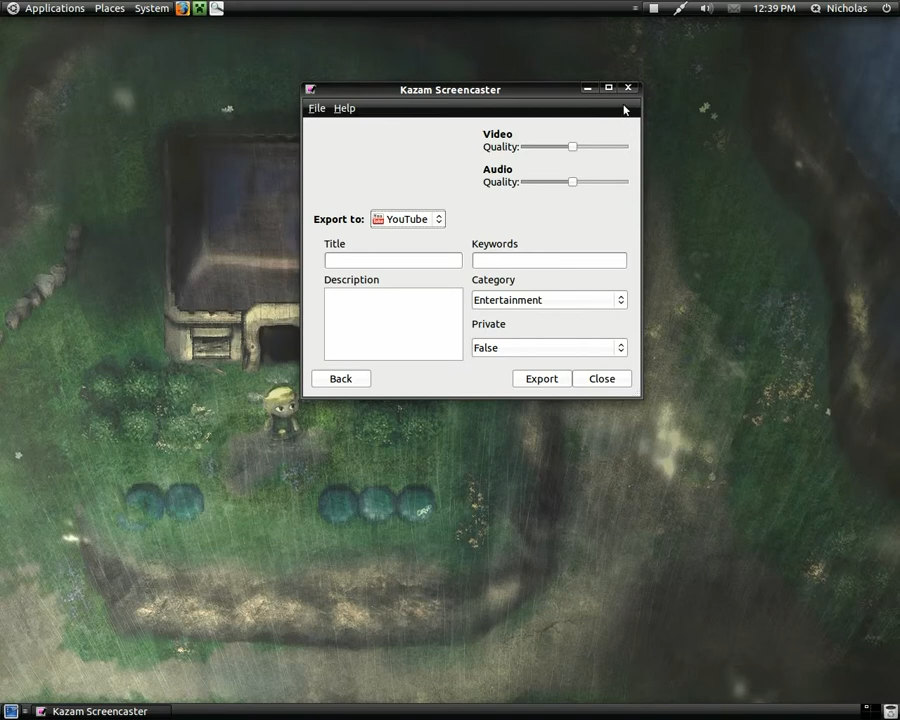 Applications Places System 12:39 PM Nicholas
Kazam Screencaster
File Help
Video
Quality:
Audio
Quality:
Export to: YouTube
Title Keywords
Description Category
Entertainment
Private
False
Back Export Close
Kazam Screencaster